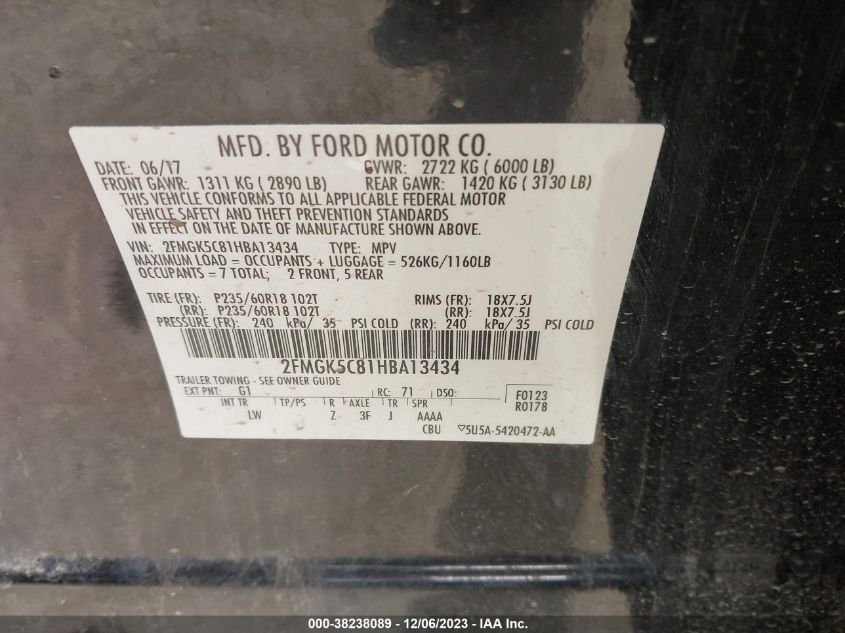 MFD. BY FORD MOTOR CO.
DATE: 06/17 GVWR: 2722 KG ( 6000 LB)
FRONT GAWR: 1311 KG ( 2890 LB) REAR GAWR: 1420 KG ( 3130 LB)
THIS VEHICLE CONFORMS TO ALL APPLICABLE FEDERAL MOTOR
VEHICLE SAFETY AND THEFT PREVENTION STANDARDS
IN EFFECT ON THE DATE OF MANUFACTURE SHOWN ABOVE.
VIN: 2FMGK5C81HBA13434 TYPE: MPV
MAXIMUM LOAD = OCCUPANTS + LUGGAGE = 526KG/1160LB
OCCUPANTS = 7 TOTAL; 2 FRONT, 5 REAR
TIRE (FR): P235/60R18 102T RIMS (FR): 18X7.5J
(RR): P235/60R18 102T (RR): 18X7.5J
PRESSURE (FR): 240 kPa/ 35 PSI COLD (RR): 240 kPa/ 35 PSI COLD
2FMGK5C81HBA13434
TRAILER TOWING - SEE OWNER GUIDE
EXT PNT: G1 RC: 71 DSO: F0123
INT TR TP/PS R AXLE TR SPR R0178
LW Z 3F J AAAA
CBU ▽5U5A-5420472-AA
000-38238089 - 12/06/2023 - 1U5A - IAA Inc.